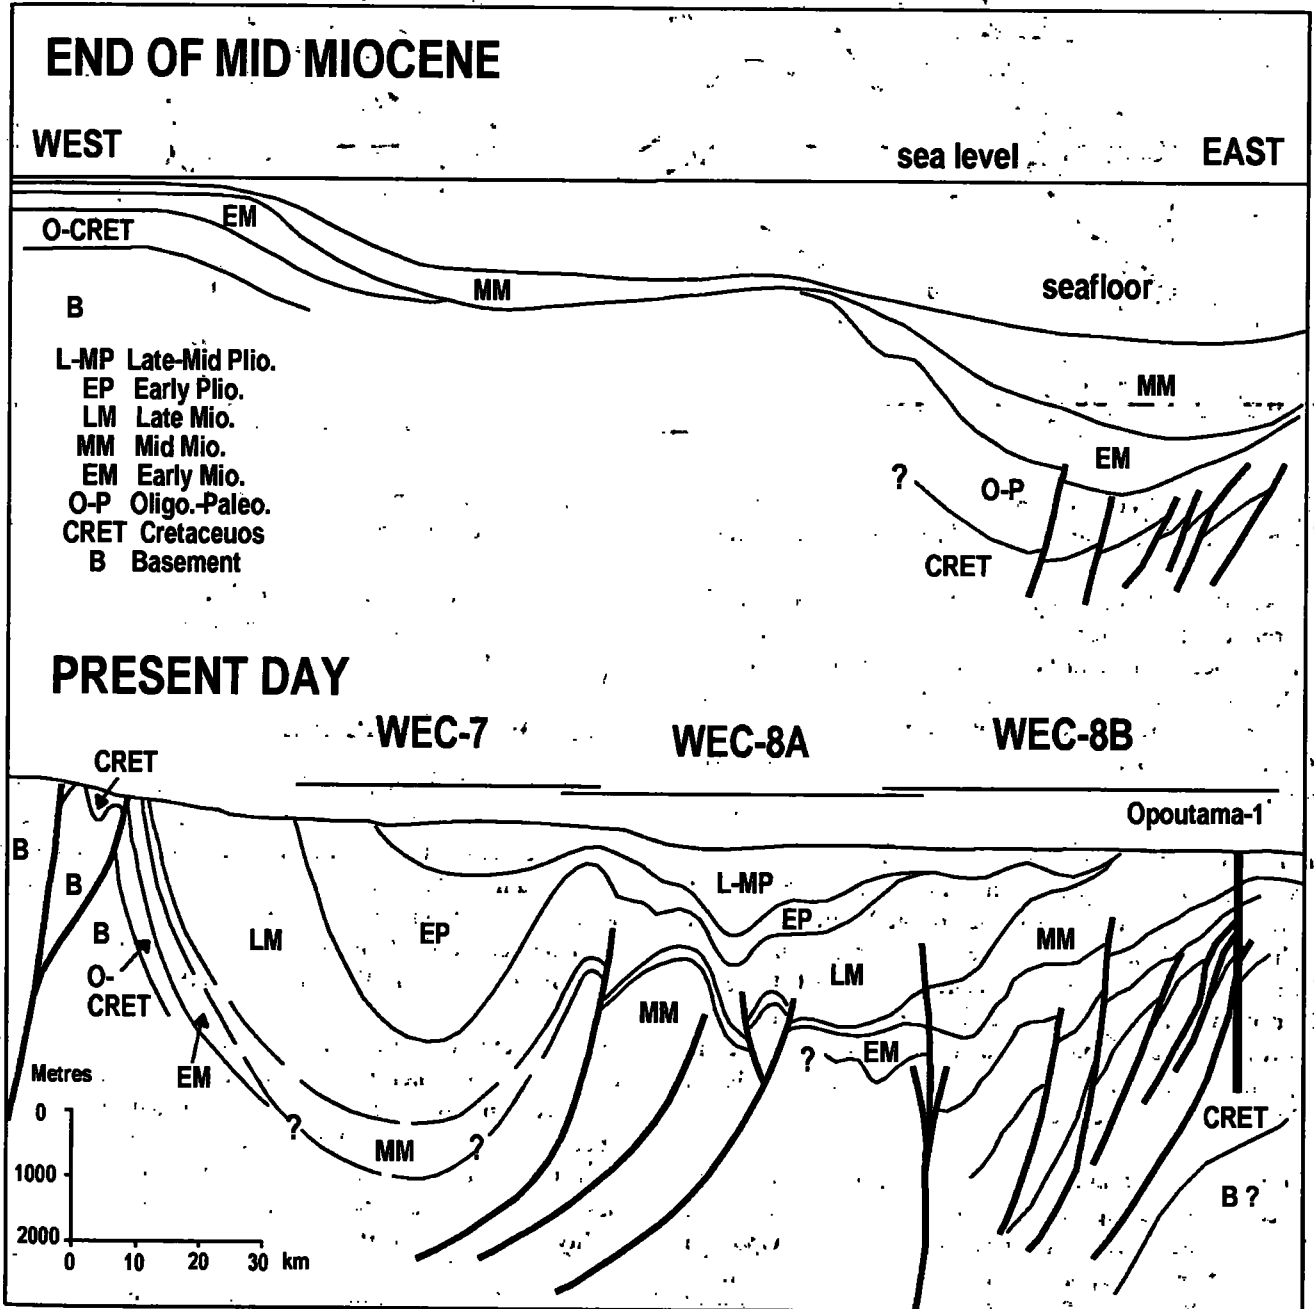 END OF MID MIOCENE
WEST
sea level
EAST
EM
O-CRET
MM
seafloor
B
MM
L-MP Late-Mid Plio.
EP Early Plio.
LM Late Mio.
MM Mid Mio.
EM Early Mio.
O-P Oligo.-Paleo.
CRET Cretaceuos
B Basement
EM
?
O-P
CRET
PRESENT DAY
WEC-7
WEC-8A
WEC-8B
CRET
Opoutama-1
B
B
L-MP
EP
B
LM
EP
MM
O-
CRET
LM
MM
EM
?
EM
Metres
0
1000
2000
?
MM
?
CRET
B ?
0 10 20 30 km